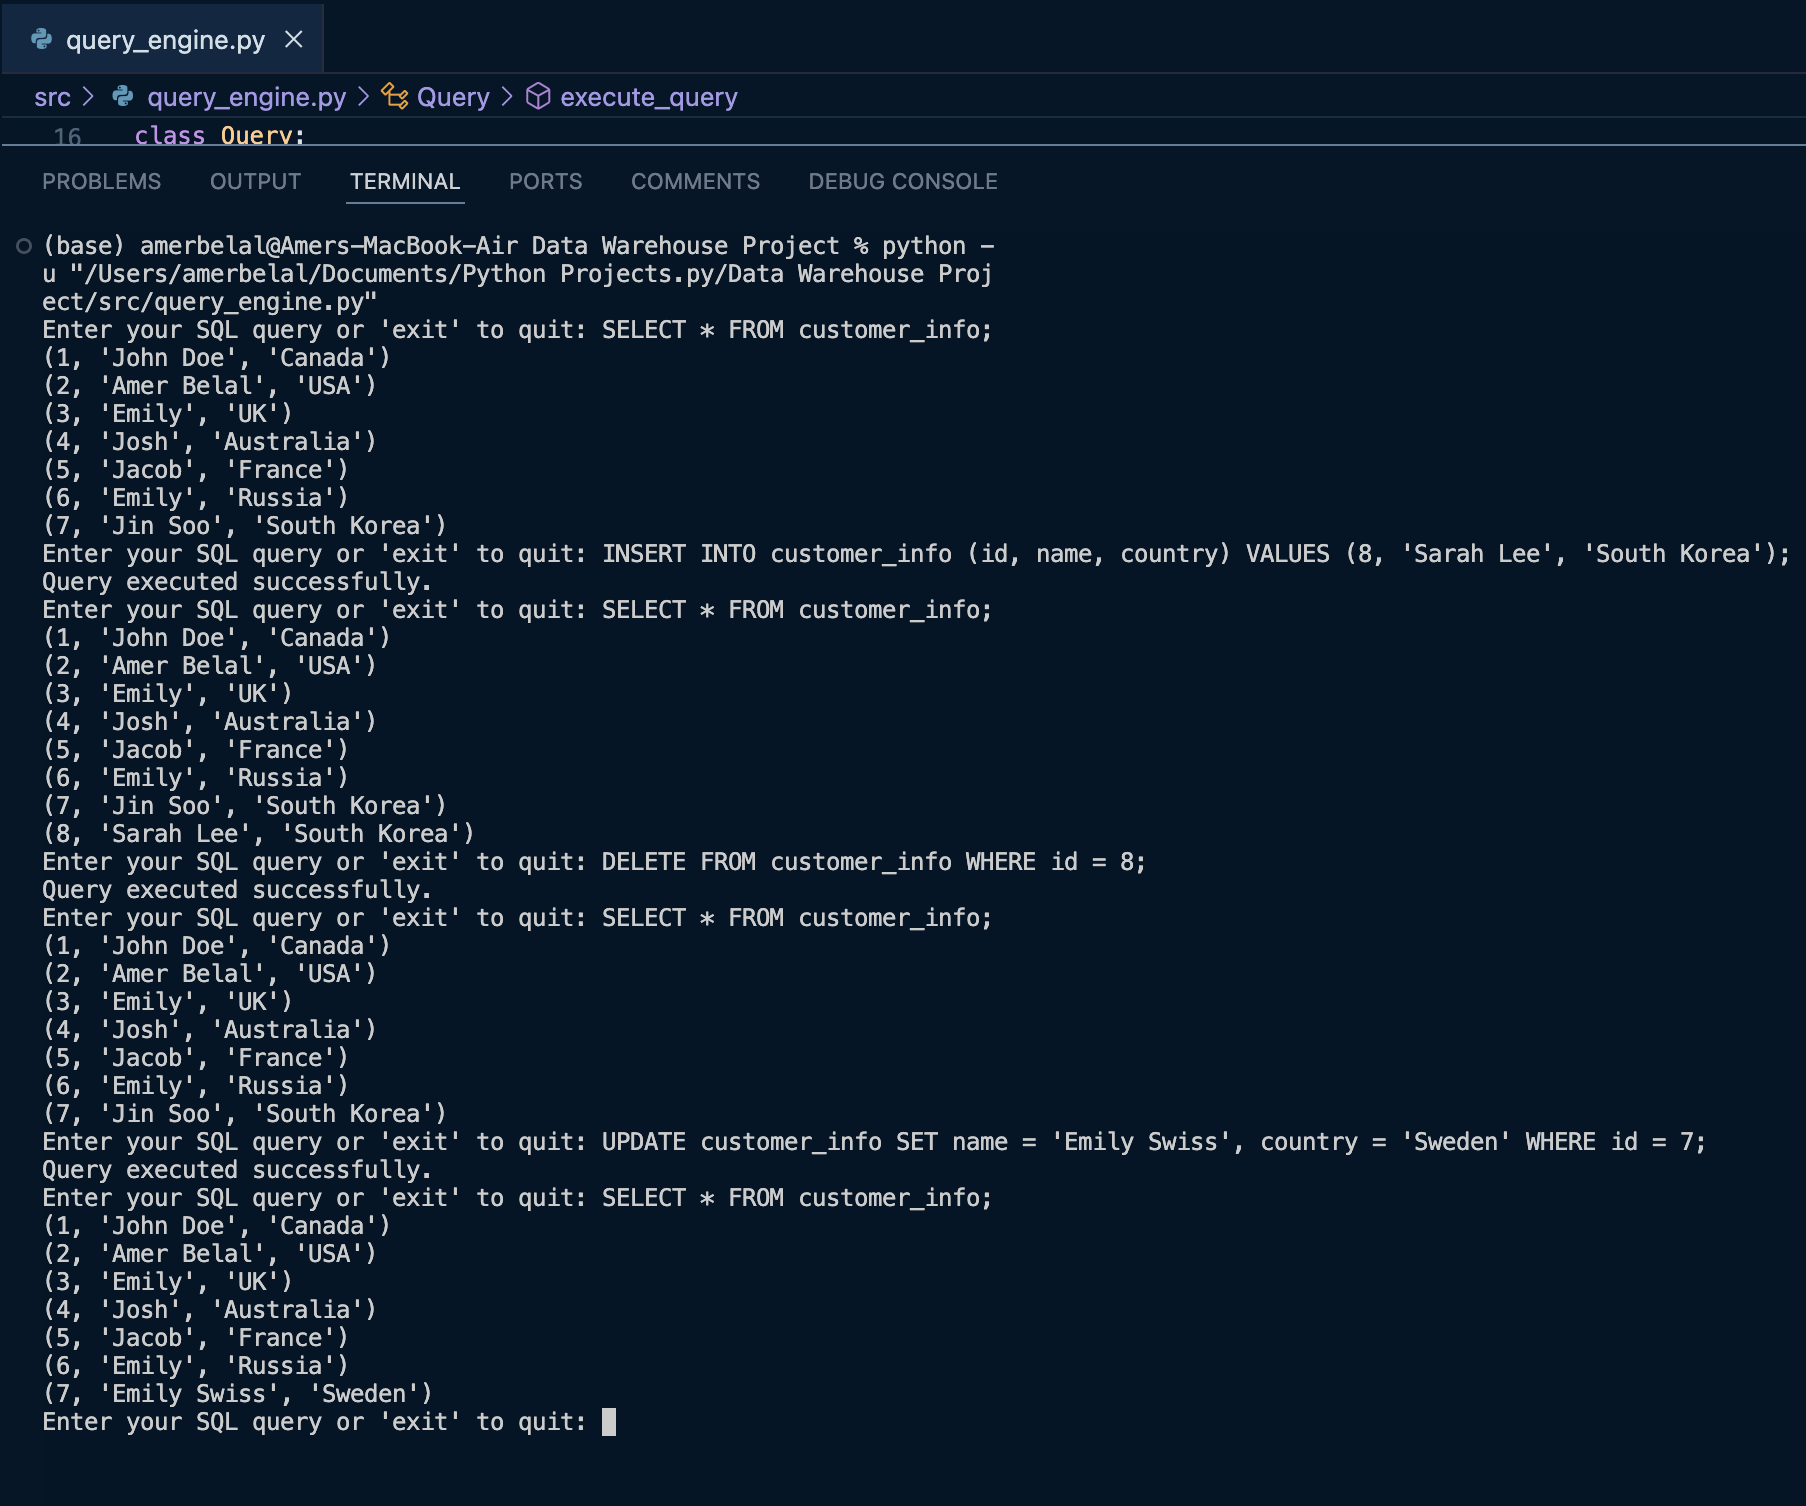 query_engine.py
src > query_engine.py > Query > execute_query
16 class Query:
PROBLEMS OUTPUT TERMINAL PORTS COMMENTS DEBUG CONSOLE
(base) amerbelal@Amers-MacBook-Air Data Warehouse Project % python -
u "/Users/amerbelal/Documents/Python Projects.py/Data Warehouse Proj
ect/src/query_engine.py"
Enter your SQL query or 'exit' to quit: SELECT * FROM customer_info;
(1, 'John Doe', 'Canada')
(2, 'Amer Belal', 'USA')
(3, 'Emily', 'UK')
(4, 'Josh', 'Australia')
(5, 'Jacob', 'France')
(6, 'Emily', 'Russia')
(7, 'Jin Soo', 'South Korea')
Enter your SQL query or 'exit' to quit: INSERT INTO customer_info (id, name, country) VALUES (8, 'Sarah Lee', 'South Korea');
Query executed successfully.
Enter your SQL query or 'exit' to quit: SELECT * FROM customer_info;
(1, 'John Doe', 'Canada')
(2, 'Amer Belal', 'USA')
(3, 'Emily', 'UK')
(4, 'Josh', 'Australia')
(5, 'Jacob', 'France')
(6, 'Emily', 'Russia')
(7, 'Jin Soo', 'South Korea')
(8, 'Sarah Lee', 'South Korea')
Enter your SQL query or 'exit' to quit: DELETE FROM customer_info WHERE id = 8;
Query executed successfully.
Enter your SQL query or 'exit' to quit: SELECT * FROM customer_info;
(1, 'John Doe', 'Canada')
(2, 'Amer Belal', 'USA')
(3, 'Emily', 'UK')
(4, 'Josh', 'Australia')
(5, 'Jacob', 'France')
(6, 'Emily', 'Russia')
(7, 'Jin Soo', 'South Korea')
Enter your SQL query or 'exit' to quit: UPDATE customer_info SET name = 'Emily Swiss', country = 'Sweden' WHERE id = 7;
Query executed successfully.
Enter your SQL query or 'exit' to quit: SELECT * FROM customer_info;
(1, 'John Doe', 'Canada')
(2, 'Amer Belal', 'USA')
(3, 'Emily', 'UK')
(4, 'Josh', 'Australia')
(5, 'Jacob', 'France')
(6, 'Emily', 'Russia')
(7, 'Emily Swiss', 'Sweden')
Enter your SQL query or 'exit' to quit: